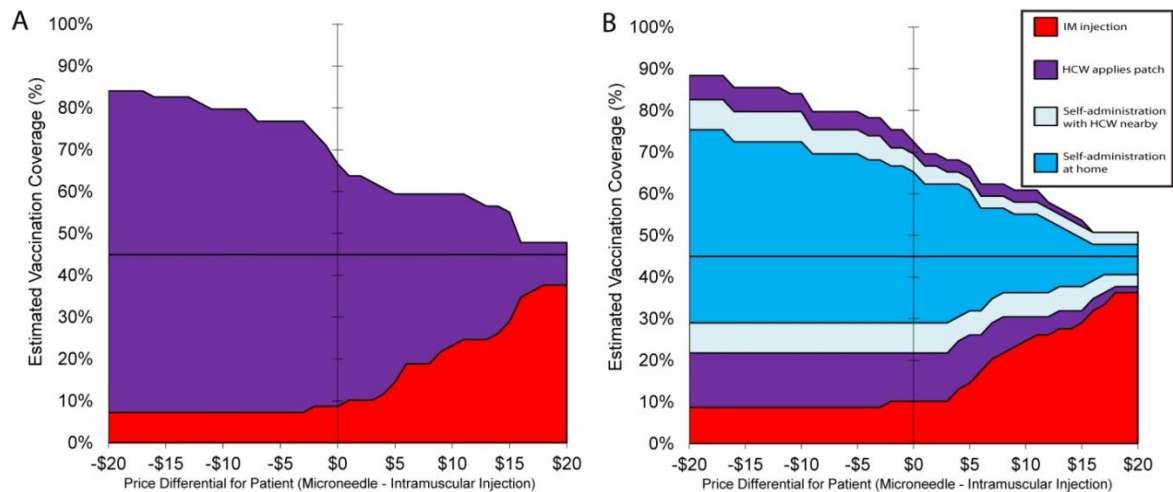 A
Estimated Vaccination Coverage (%)
100%
90%
80%
70%
60%
50%
40%
30%
20%
10%
0%
-$20 -$15 -$10 -$5 $0 $5 $10 $15 $20
Price Differential for Patient (Microneedle - Intramuscular Injection)
B
Estimated Vaccination Coverage (%)
100%
90%
80%
70%
60%
50%
40%
30%
20%
10%
0%
-$20 -$15 -$10 -$5 $0 $5 $10 $15 $20
Price Differential for Patient (Microneedle - Intramuscular Injection)
IM injection
HCW applies patch
Self-administration
with HCW nearby
Self-administration
at home